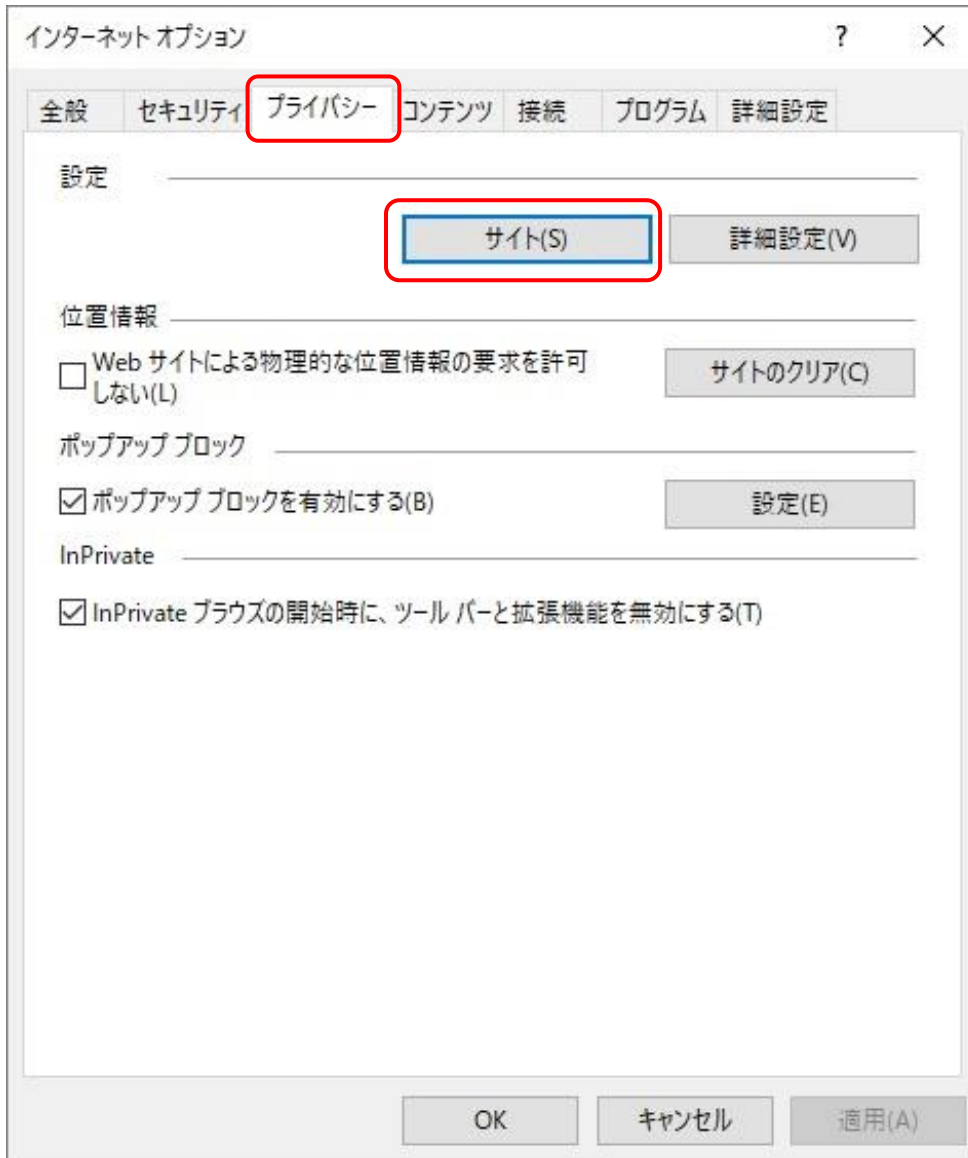 インターネット オプション ? ×
全般 セキュリティ プライバシー コンテンツ 接続 プログラム 詳細設定
設定
サイト(S) 詳細設定(V)
位置情報
Web サイトによる物理的な位置情報の要求を許可
しない(L)
サイトのクリア(C)
ポップアップ ブロック
ポップアップ ブロックを有効にする(B) 設定(E)
InPrivate
InPrivate ブラウズの開始時に、ツール バーと拡張機能を無効にする(T)
OK キャンセル 適用(A)